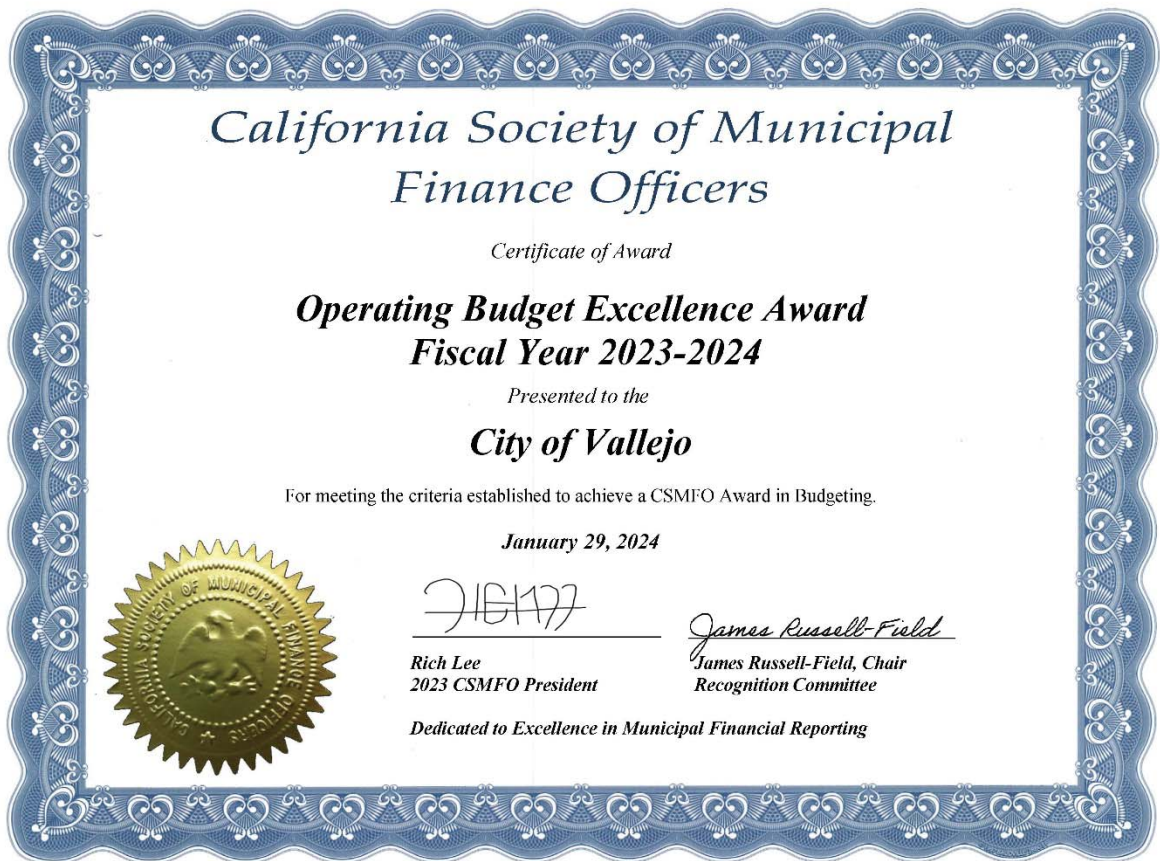 California Society of Municipal
Finance Officers
Certificate of Award
Operating Budget Excellence Award
Fiscal Year 2023-2024
Presented to the
City of Vallejo
For meeting the criteria established to achieve a CSMFO Award in Budgeting.
January 29, 2024
James Russell-Field
Rich Lee
2023 CSMFO President
James Russell-Field, Chair
Recognition Committee
Dedicated to Excellence in Municipal Financial Reporting
CALIFORNIA SOCIETY OF MUNICIPAL FINANCE OFFICERS